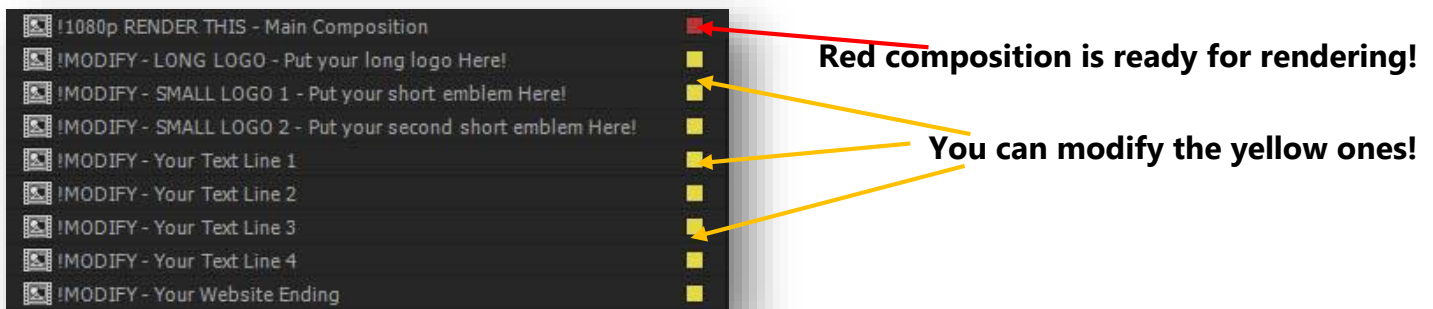 !1080p RENDER THIS - Main Composition
!MODIFY - LONG LOGO - Put your long logo Here!
!MODIFY - SMALL LOGO 1 - Put your short emblem Here!
!MODIFY - SMALL LOGO 2 - Put your second short emblem Here!
!MODIFY - Your Text Line 1
!MODIFY - Your Text Line 2
!MODIFY - Your Text Line 3
!MODIFY - Your Text Line 4
!MODIFY - Your Website Ending
Red composition is ready for rendering!
You can modify the yellow ones!